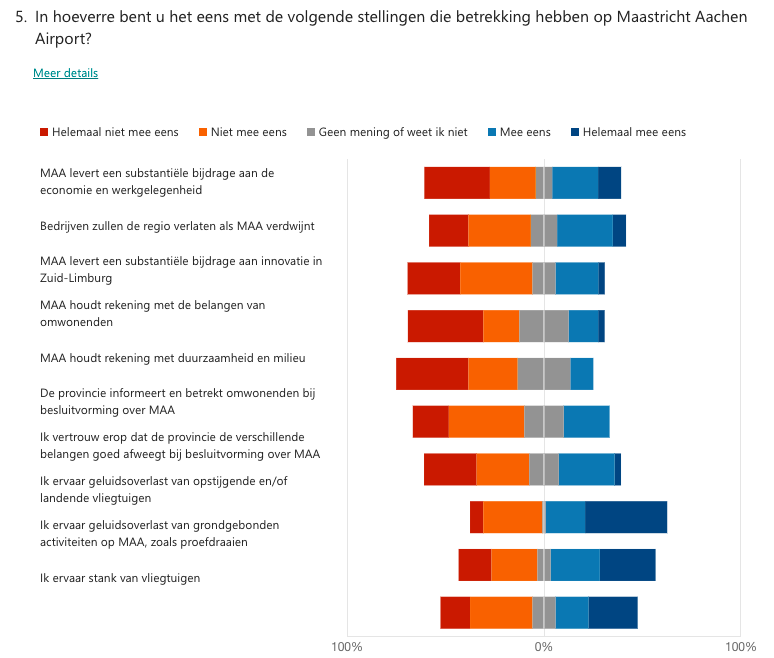 5. In hoeverre bent u het eens met de volgende stellingen die betrekking hebben op Maastricht Aachen
Airport?
Meer details
Helemaal niet mee eens Niet mee eens Geen mening of weet ik niet Mee eens Helemaal mee eens
MAA levert een substantiële bijdrage aan de
economie en werkgelegenheid
Bedrijven zullen de regio verlaten als MAA verdwijnt
MAA levert een substantiële bijdrage aan innovatie in
Zuid-Limburg
MAA houdt rekening met de belangen van
omwonenden
MAA houdt rekening met duurzaamheid en milieu
De provincie informeert en betrekt omwonenden bij
besluitvorming over MAA
Ik vertrouw erop dat de provincie de verschillende
belangen goed afweegt bij besluitvorming over MAA
Ik ervaar geluidsoverlast van opstijgende en/of
landende vliegtuigen
Ik ervaar geluidsoverlast van grondgebonden
activiteiten op MAA, zoals proefdraaien
Ik ervaar stank van vliegtuigen
100% 0% 100%